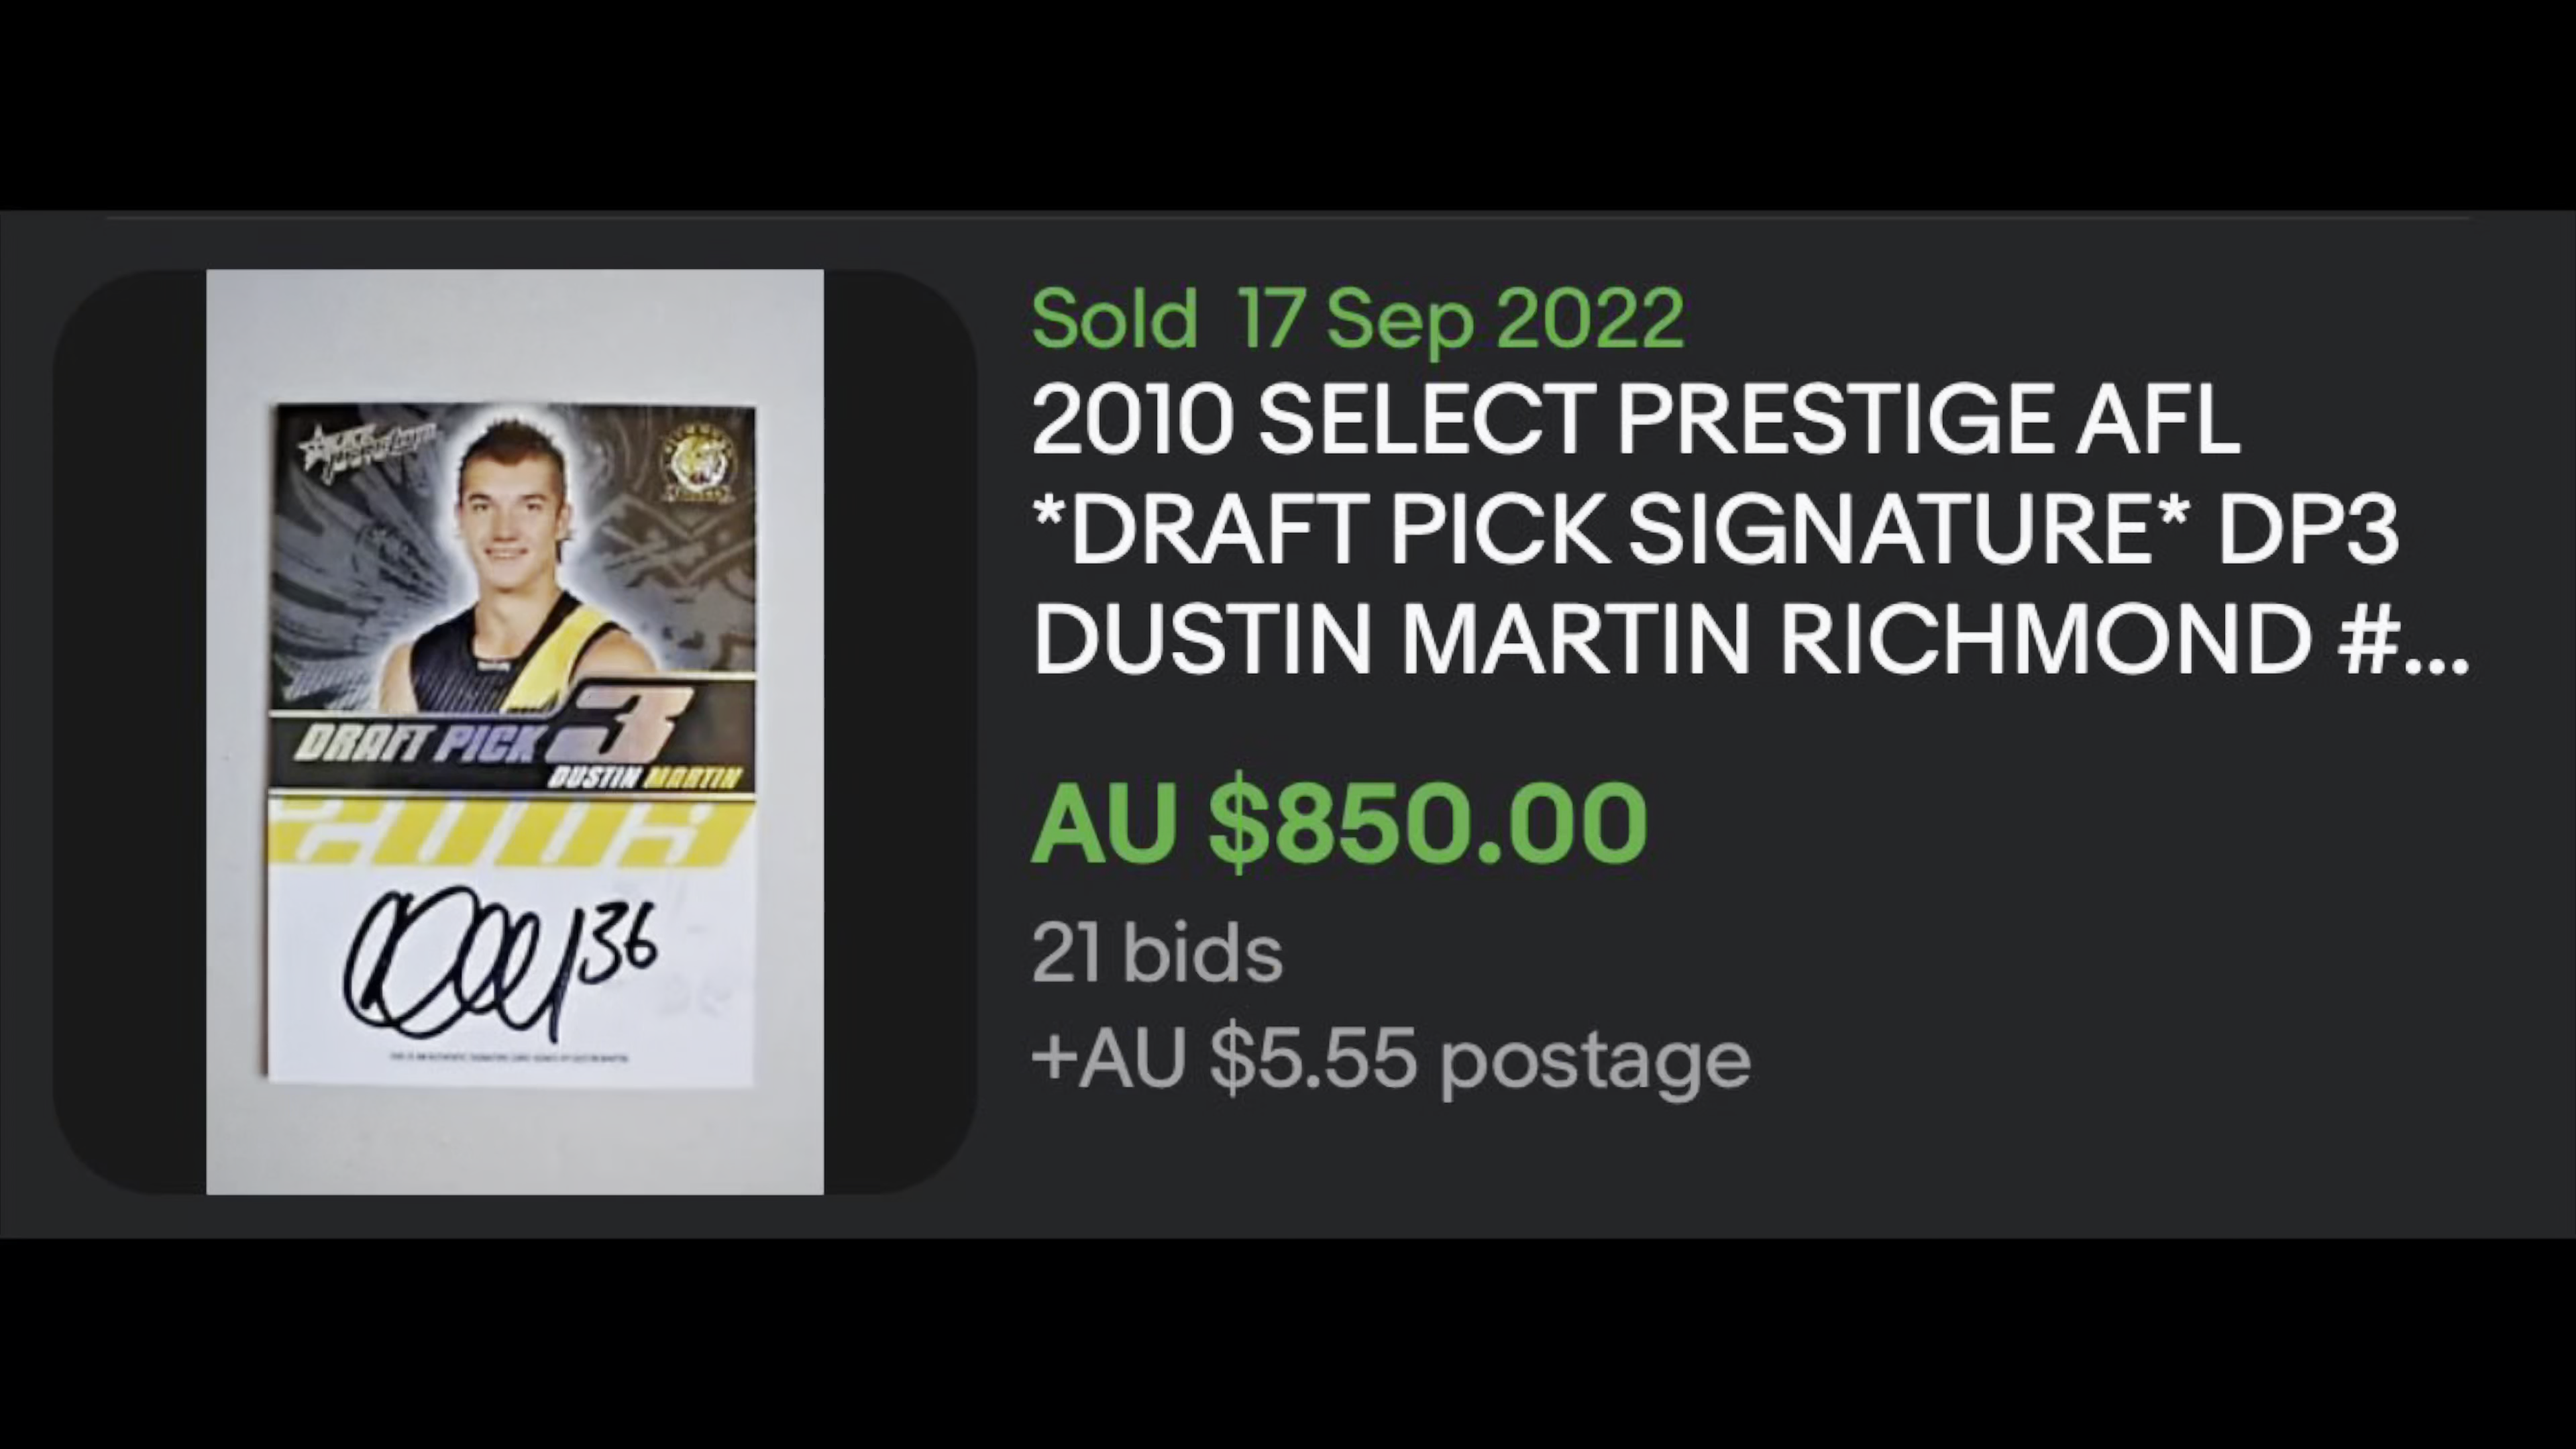 DRAFT PICK 3
DUSTIN MARTIN
36
Sold 17 Sep 2022
2010 SELECT PRESTIGE AFL
*DRAFT PICK SIGNATURE* DP3
DUSTIN MARTIN RICHMOND #...
AU $850.00
21 bids
+AU $5.55 postage